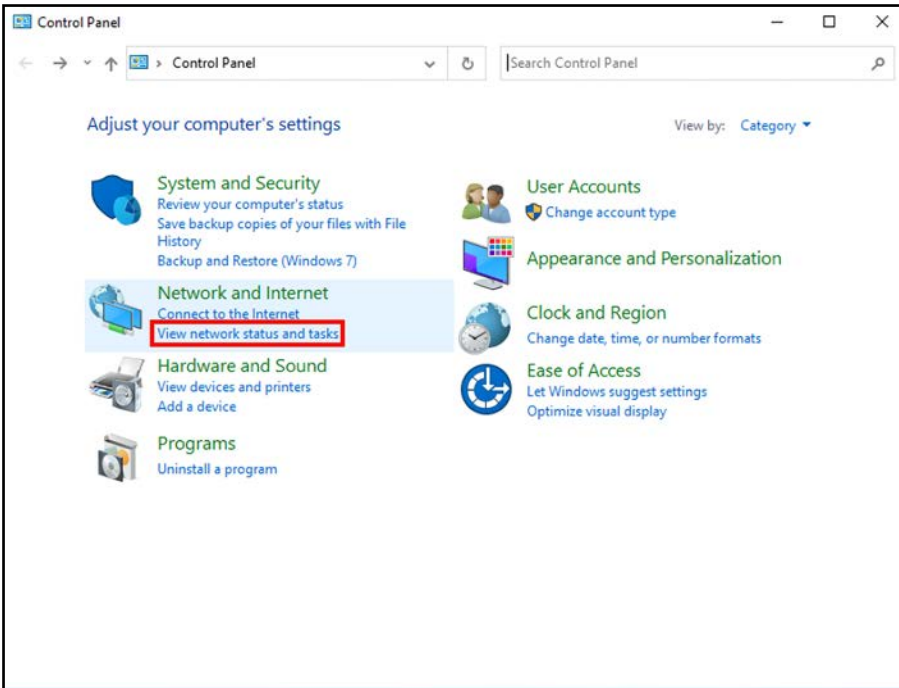 Control Panel
Control Panel
Search Control Panel
Adjust your computer's settings
View by: Category
System and Security
Review your computer's status
Save backup copies of your files with File
History
Backup and Restore (Windows 7)
Network and Internet
Connect to the Internet
View network status and tasks
Hardware and Sound
View devices and printers
Add a device
Programs
Uninstall a program
User Accounts
Change account type
Appearance and Personalization
Clock and Region
Change date, time, or number formats
Ease of Access
Let Windows suggest settings
Optimize visual display